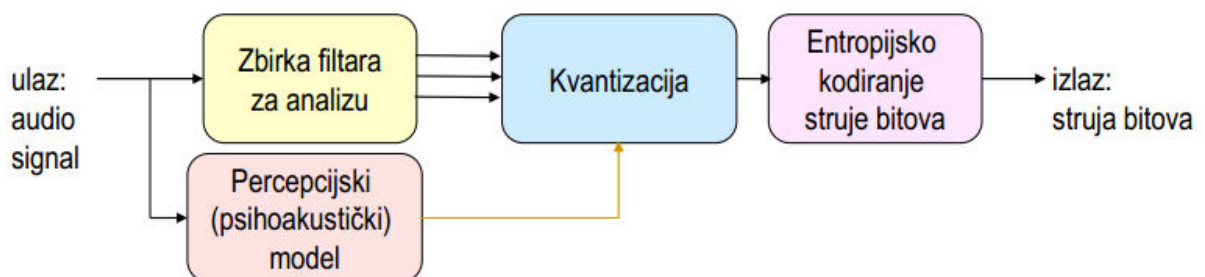 ulaz:
audio
signal
Zbirka filtara
za analizu
Percepcijski
(psihoakustički)
model
Kvantizacija
Entropijsko
kodiranje
struje bitova
izlaz:
struja bitova